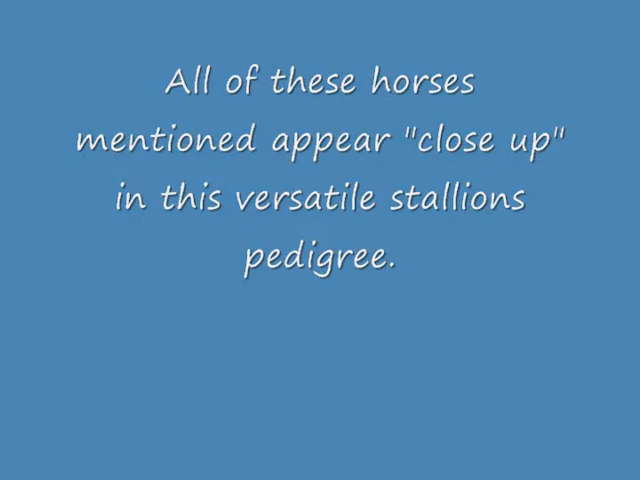 All of these horses
mentioned appear "close up"
in this versatile stallions
pedigree.